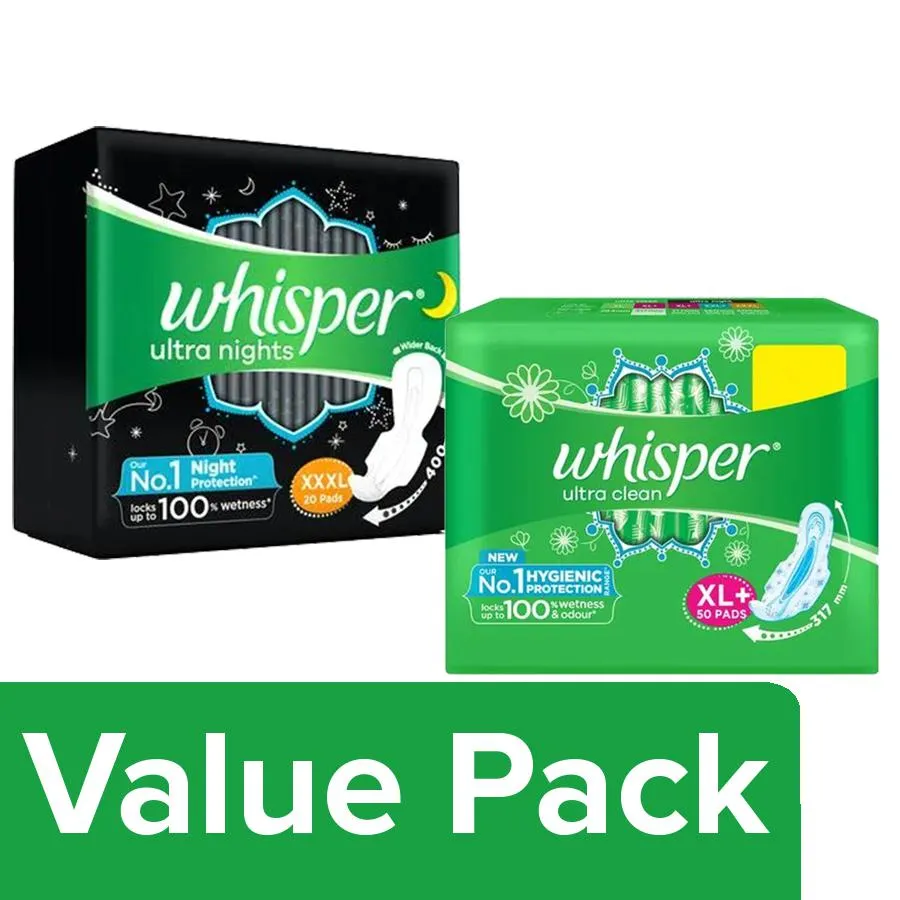 whisper®
ultra nights
Wider Back
Our
No.1 Night
Protection^
locks
up to 100% wetness*
XXXL
20 Pads
400
whisper®
ultra clean
NEW
OUR
No.1 HYGIENIC
PROTECTION
RANGE
locks
up to 100% wetness
& odour*
XL+
50 PADS
317 mm
Value Pack